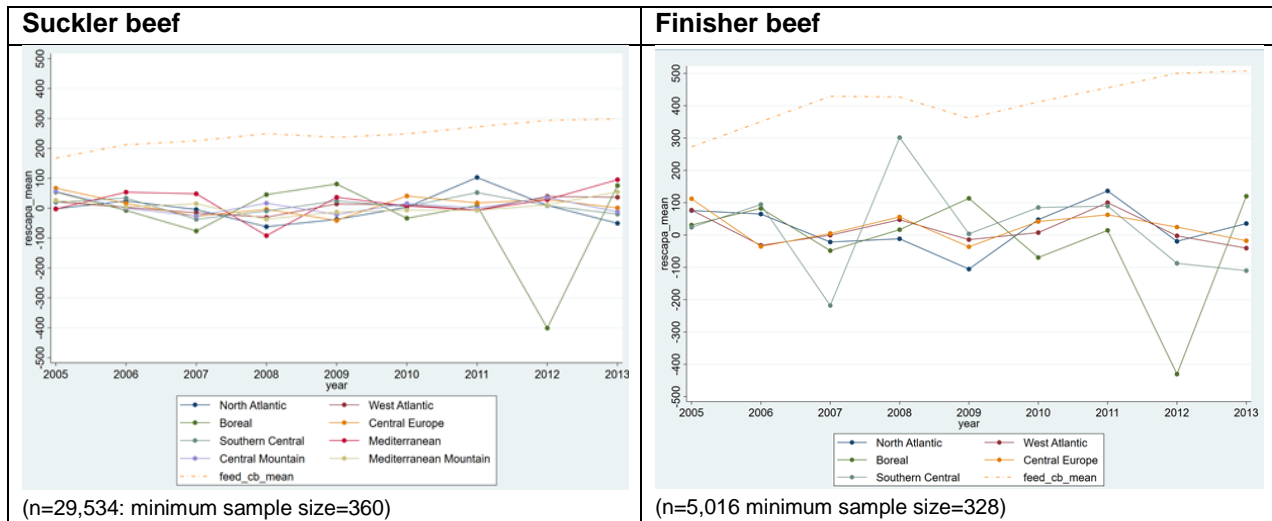 Suckler beef
500
400
300
200
100
0
-100
-200
-300
-400
-500
rescapa_mean
2005 2006 2007 2008 2009 2010 2011 2012 2013
year
North Atlantic West Atlantic
Boreal Central Europe
Southern Central Mediterranean
Central Mountain Mediterranean Mountain
feed_cb_mean
(n=29,534: minimum sample size=360)
Finisher beef
500
400
300
200
100
0
-100
-200
-300
-400
-500
rescapa_mean
2005 2006 2007 2008 2009 2010 2011 2012 2013
year
North Atlantic West Atlantic
Boreal Central Europe
Southern Central feed_cb_mean
(n=5,016 minimum sample size=328)